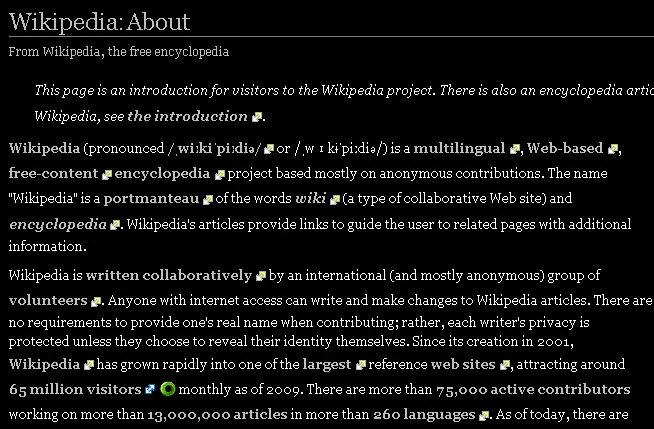 Wikipedia: About
From Wikipedia, the free encyclopedia
This page is an introduction for visitors to the Wikipedia project. There is also an encyclopedia artic
Wikipedia, see the introduction.
Wikipedia (pronounced /ˌwiːkiˈpiːdiə/ or /ˌwɪkɨˈpiːdiə/) is a multilingual, Web-based,
free-content encyclopedia project based mostly on anonymous contributions. The name
"Wikipedia" is a portmanteau of the words wiki (a type of collaborative Web site) and
encyclopedia. Wikipedia's articles provide links to guide the user to related pages with additional
information.
Wikipedia is written collaboratively by an international (and mostly anonymous) group of
volunteers. Anyone with internet access can write and make changes to Wikipedia articles. There are
no requirements to provide one's real name when contributing; rather, each writer's privacy is
protected unless they choose to reveal their identity themselves. Since its creation in 2001,
Wikipedia has grown rapidly into one of the largest reference web sites, attracting around
65 million visitors monthly as of 2009. There are more than 75,000 active contributors
working on more than 13,000,000 articles in more than 260 languages. As of today, there are